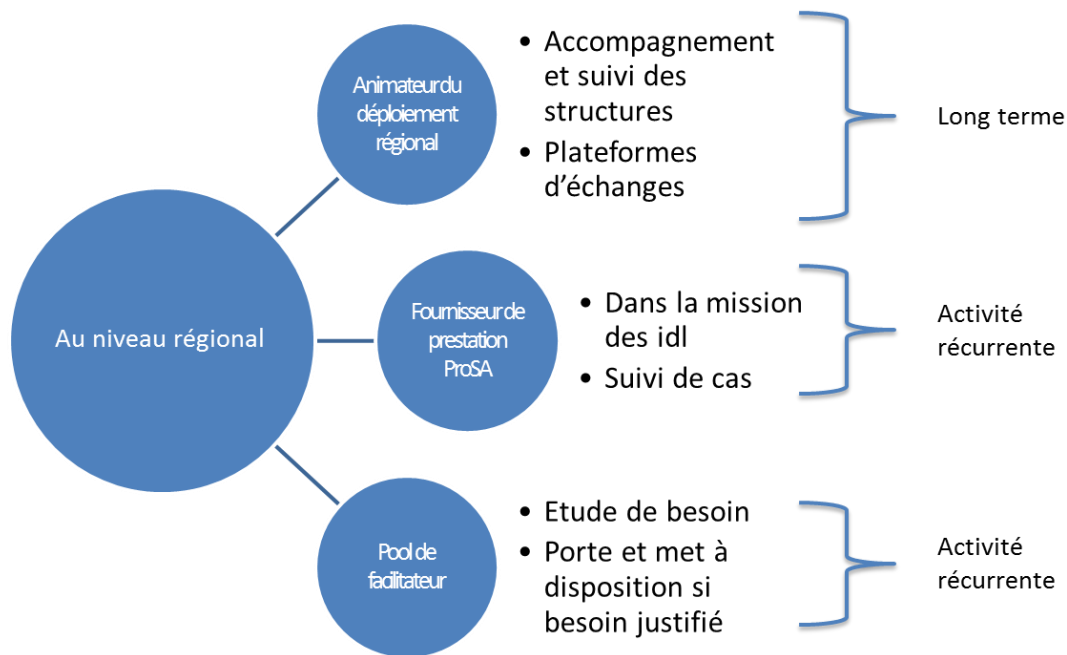 Au niveau régional
Animateur du
déploiement
régional
• Accompagnement
et suivi des
structures
• Plateformes
d'échanges
Long terme
Fournisseur de
prestation
ProSA
• Dans la mission
des idl
• Suivi de cas
Activité
récurrente
Pool de
facilitateur
• Etude de besoin
• Porte et met à
disposition si
besoin justifié
Activité
récurrente